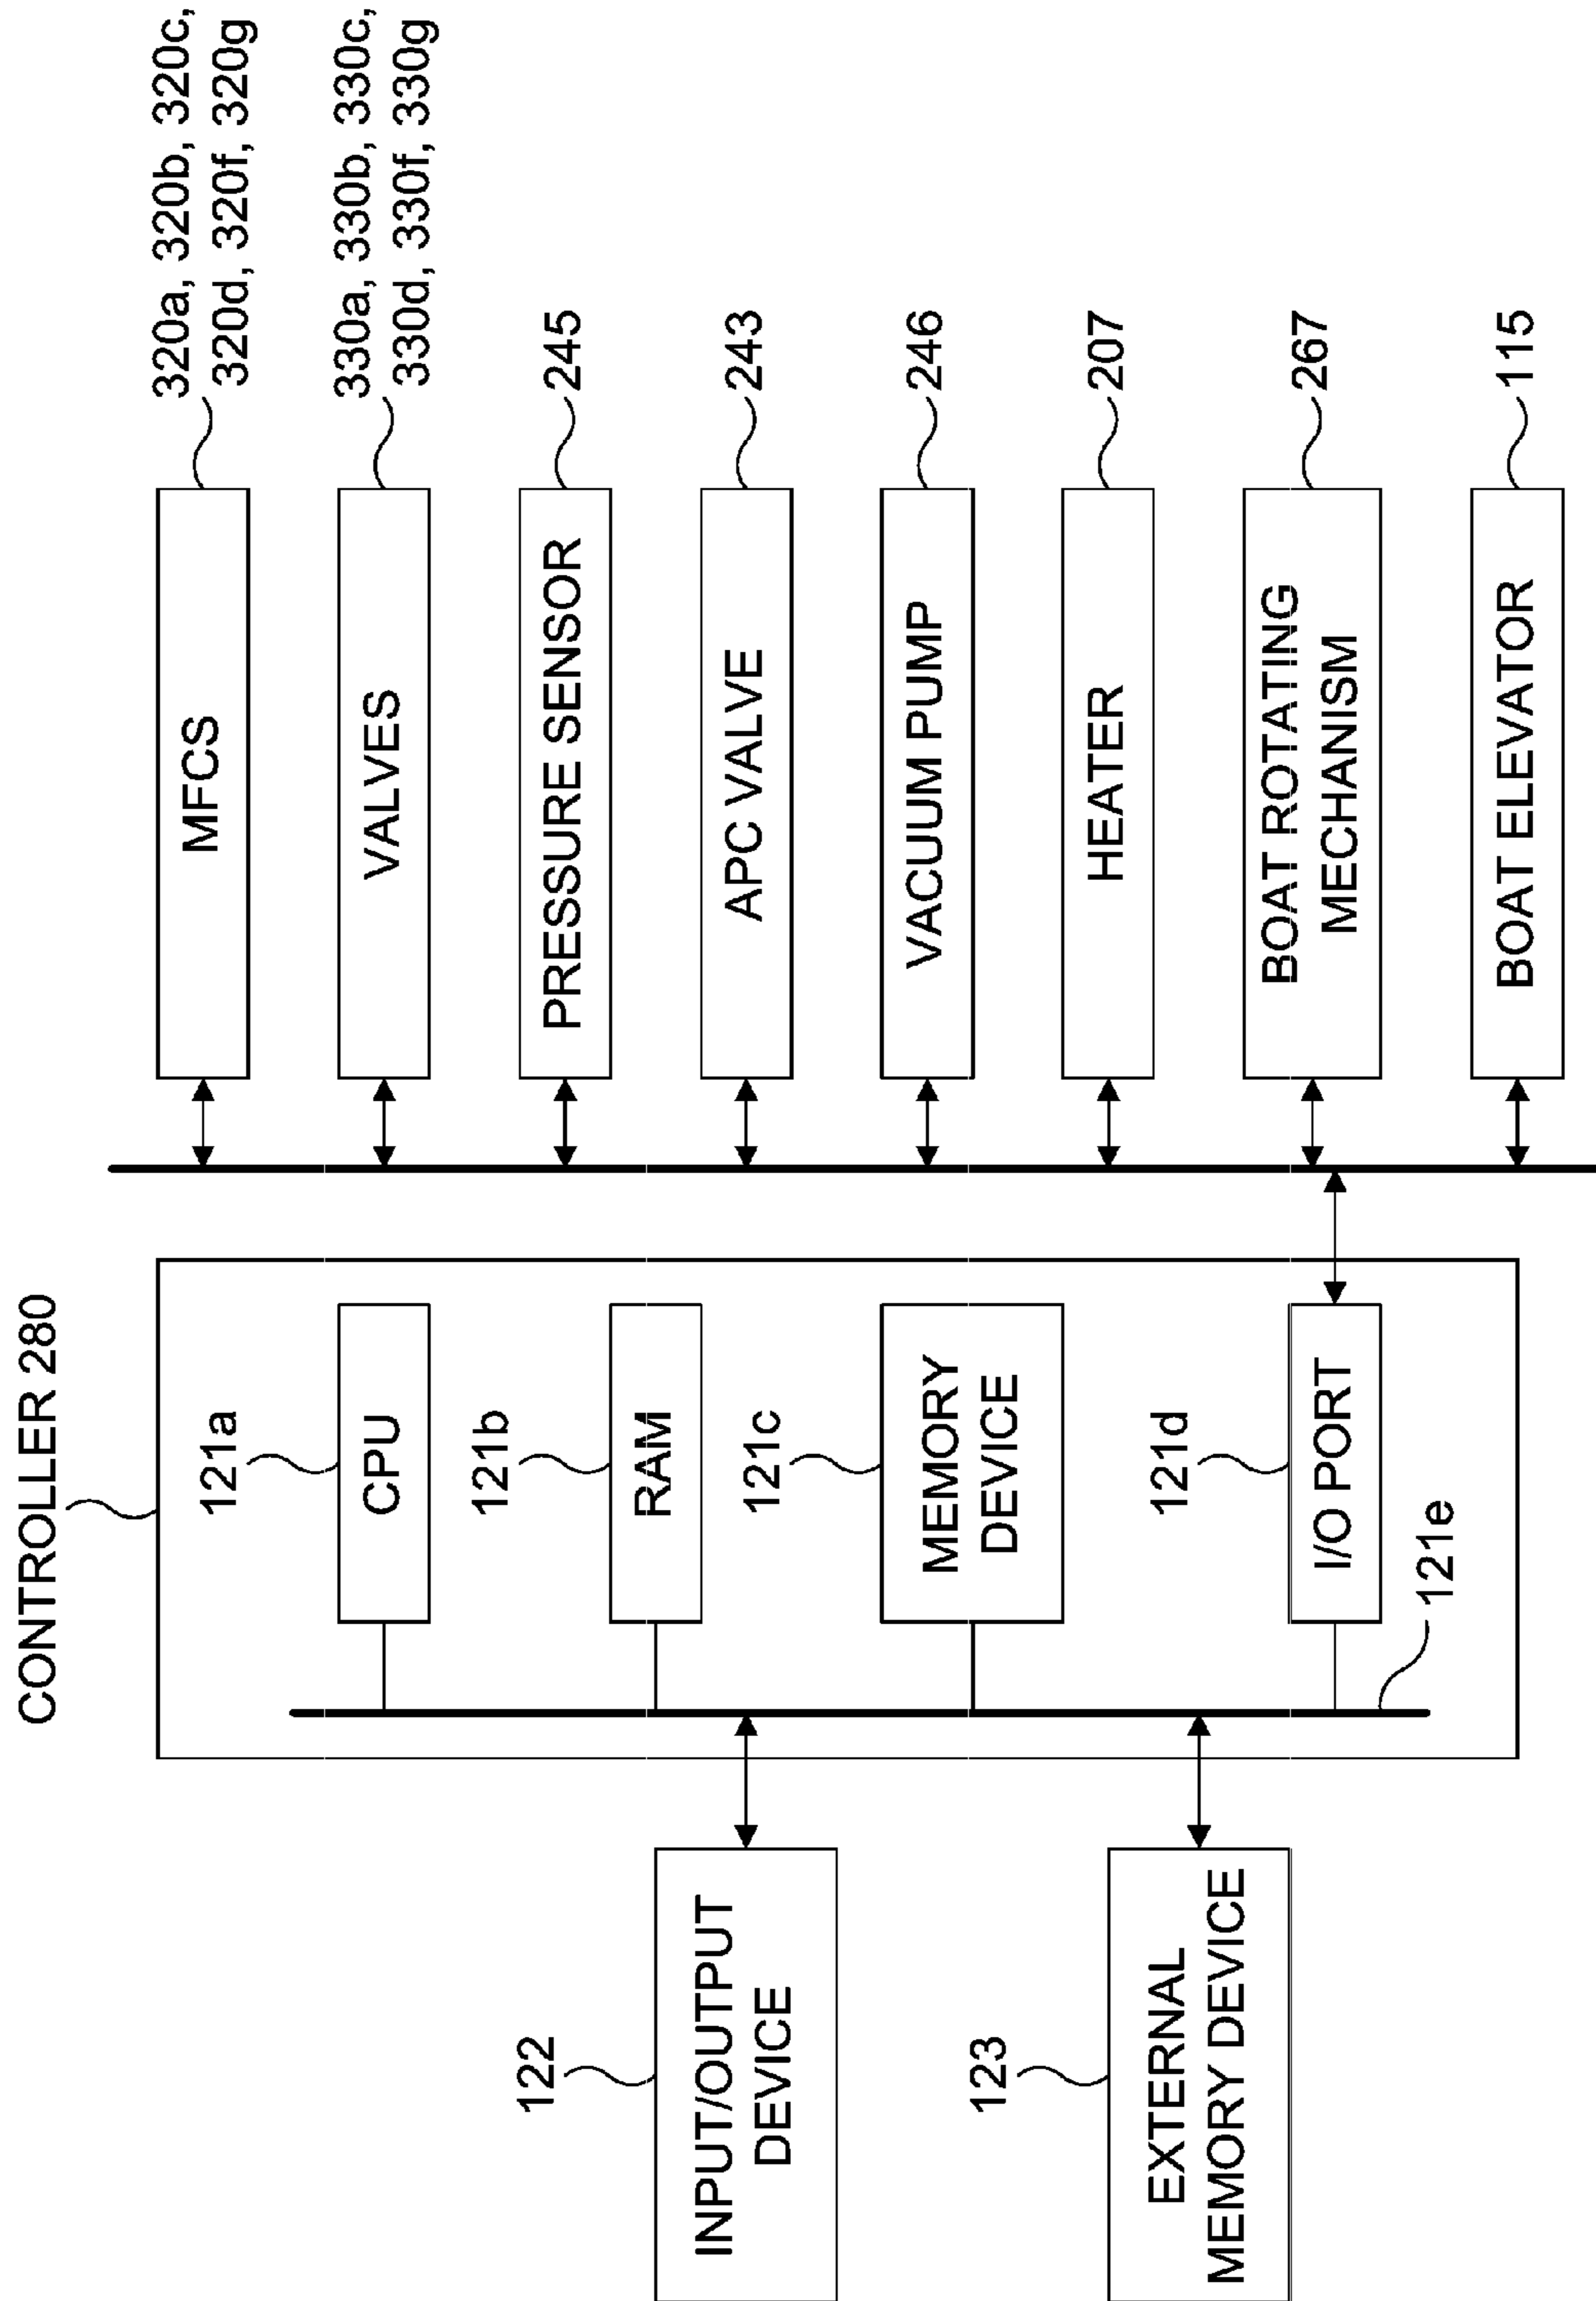 CONTROLLER 280
121a
CPU
121b
RAM
121c
MEMORY
DEVICE
121d
I/O PORT
121e
122
INPUT/OUTPUT
DEVICE
123
EXTERNAL
MEMORY DEVICE
MFCS
320a, 320b, 320c,
320d, 320f, 320g
VALVES
330a, 330b, 330c,
330d, 330f, 330g
PRESSURE SENSOR
245
APC VALVE
243
VACUUM PUMP
246
HEATER
207
BOAT ROTATING
MECHANISM
267
BOAT ELEVATOR
115